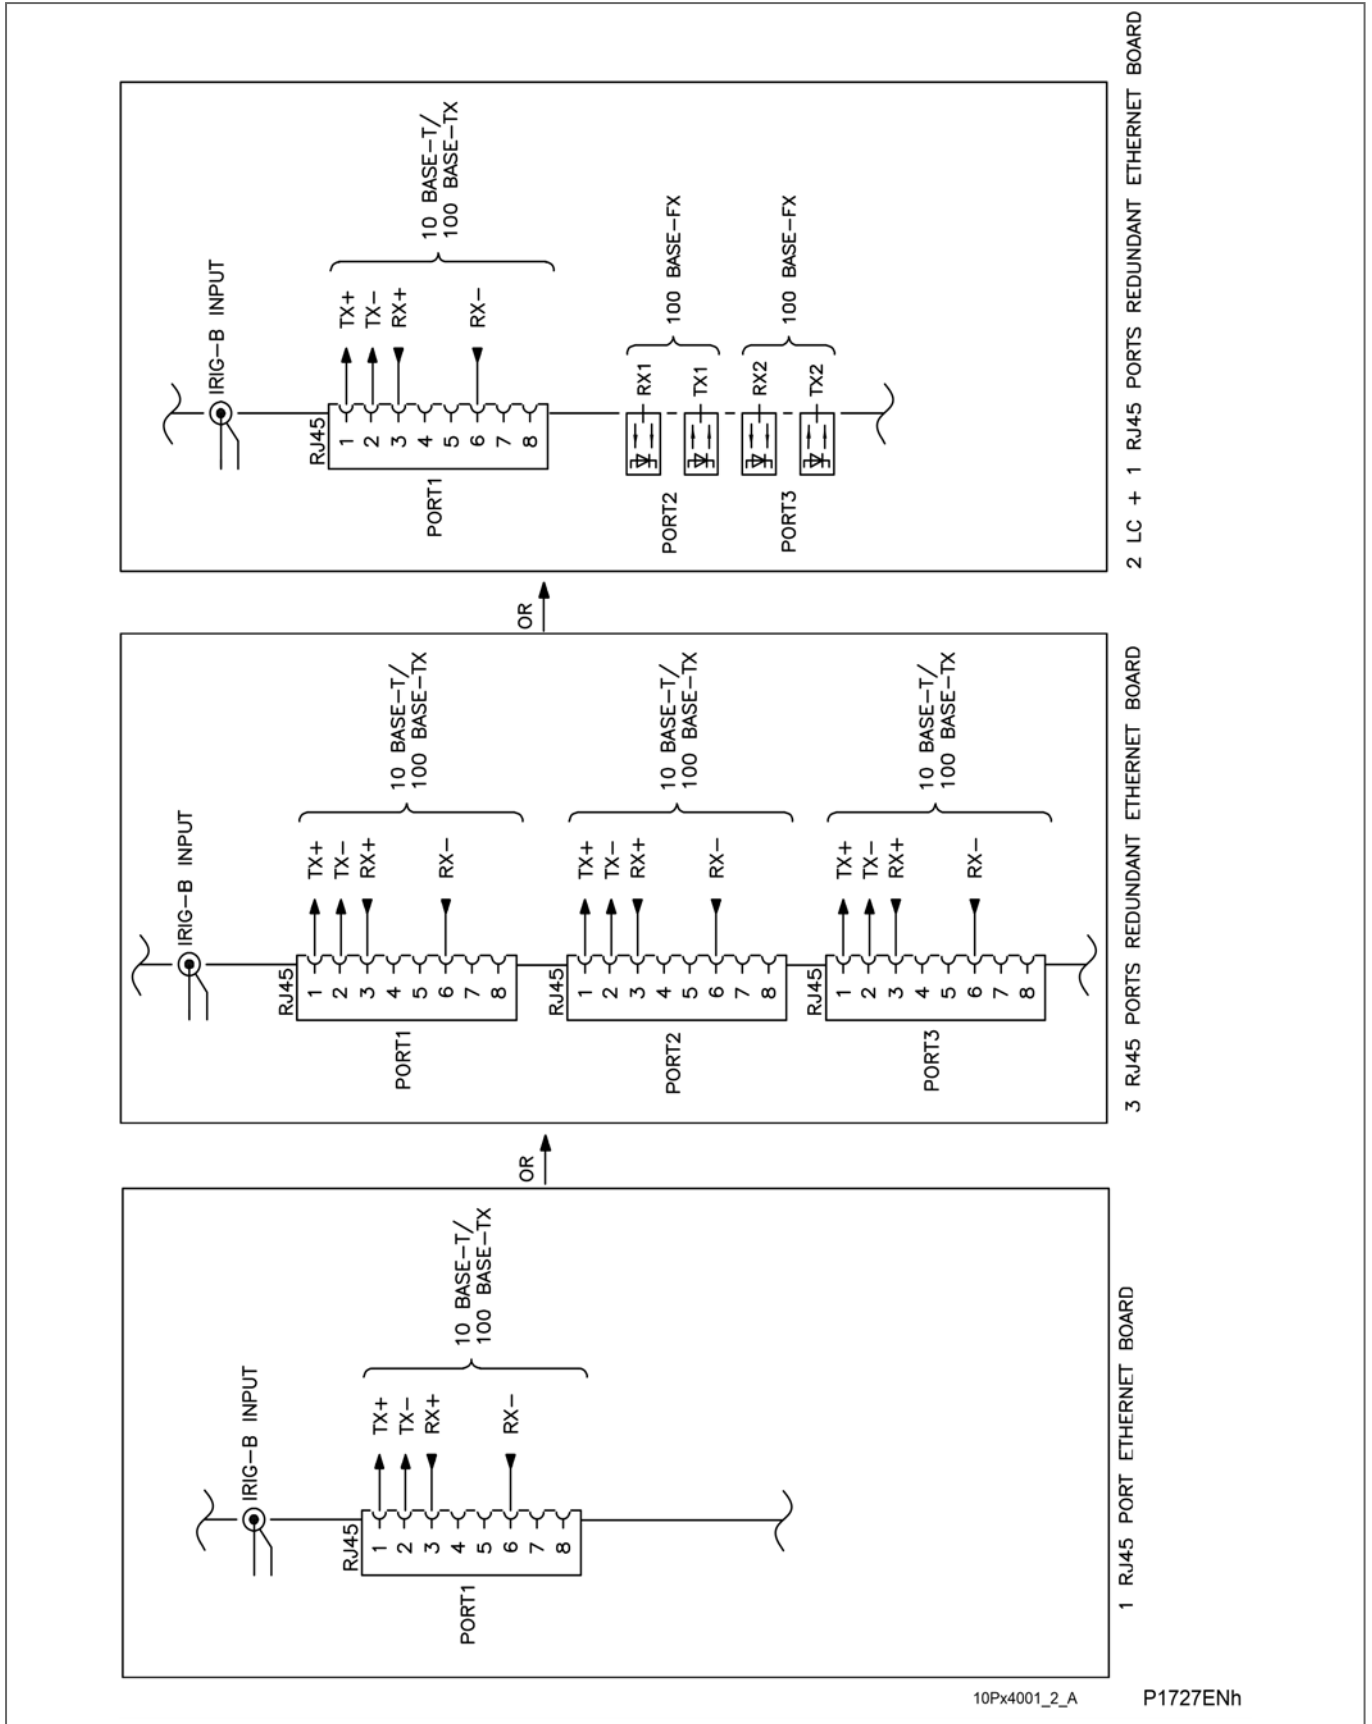 IRIG-B INPUT
RJ45
1
2
3
4
5
6
7
8
TX+
TX-
RX+
RX-
10 BASE-T/
100 BASE-TX
PORT1
1 RJ45 PORT ETHERNET BOARD
OR
IRIG-B INPUT
RJ45
1
2
3
4
5
6
7
8
TX+
TX-
RX+
RX-
10 BASE-T/
100 BASE-TX
PORT1
RJ45
1
2
3
4
5
6
7
8
TX+
TX-
RX+
RX-
10 BASE-T/
100 BASE-TX
PORT2
RJ45
1
2
3
4
5
6
7
8
TX+
TX-
RX+
RX-
10 BASE-T/
100 BASE-TX
PORT3
3 RJ45 PORTS REDUNDANT ETHERNET BOARD
OR
IRIG-B INPUT
RJ45
1
2
3
4
5
6
7
8
TX+
TX-
RX+
RX-
10 BASE-T/
100 BASE-TX
PORT1
RX1
TX1
100 BASE-FX
PORT2
RX2
TX2
100 BASE-FX
PORT3
2 LC + 1 RJ45 PORTS REDUNDANT ETHERNET BOARD
10Px4001_2_A
P1727ENh